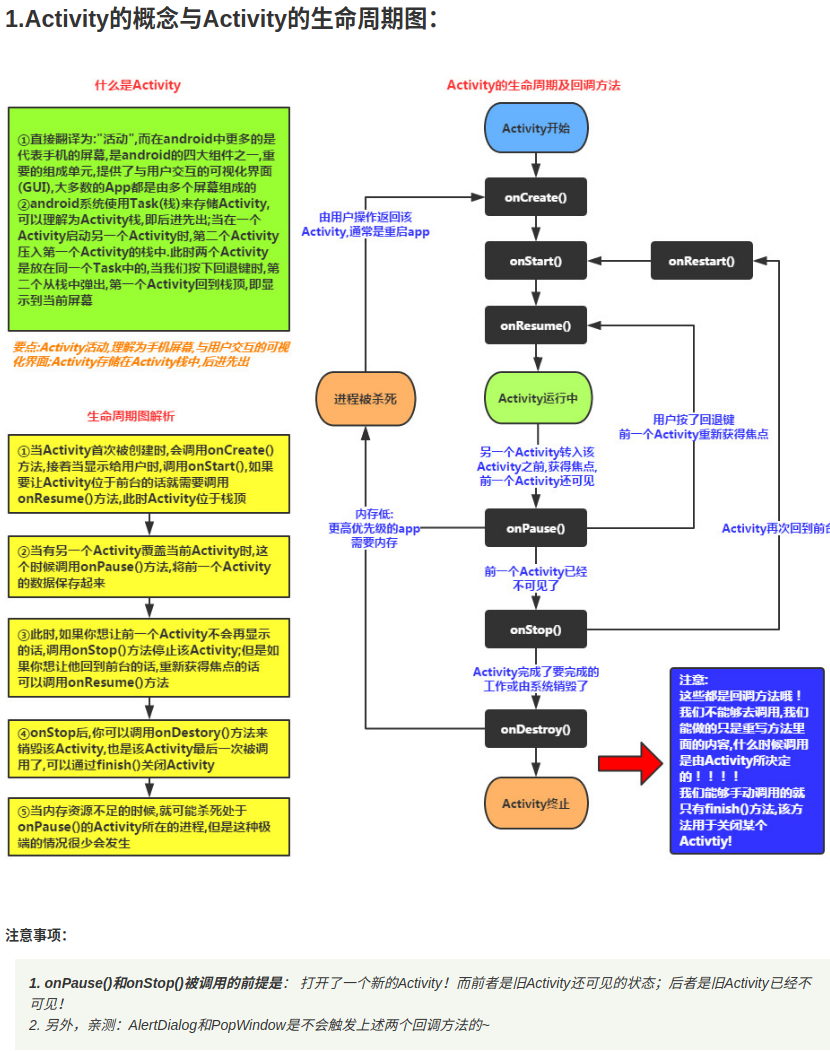 1.Activity的概念与Activity的生命周期图：
什么是Activity
①直接翻译为:"活动",而在android中更多的是
代表手机的屏幕,是android的四大组件之一,重
要的组成单元,提供了与用户交互的可视化界面
(GUI),大多数的App都是由多个屏幕组成的
②android系统使用Task(栈)来存储Activity,
可以理解为Activity栈,即后进先出;当在一个
Activity启动另一个Activity时,第二个Activity
压入第一个Activity的栈中.此时两个Activity
是放在同一个Task中的,当我们按下回退键时,第
二个从栈中弹出,第一个Activity回到栈顶,即显
示到当前屏幕
要点:Activity活动,理解为手机屏幕,与用户交互的可视
化界面;Activity存储在Activity栈中,后进先出
生命周期图解析
①当Activity首次被创建时,会调用onCreate()
方法,接着当显示给用户时,调用onStart(),如果
要让Activity位于前台的话就需要调用
onResume()方法,此时Activity位于栈顶
②当有另一个Activity覆盖当前Activity时,这
个时候调用onPause()方法,将前一个Activity
的数据保存起来
③此时,如果你想让前一个Activity不会再显示
的话,调用onStop()方法停止该Activity;但是如
果你想让他回到前台的话,重新获得焦点的话
可以调用onResume()方法
④onStop后,你可以调用onDestory()方法来
销毁该Activity,也是该Activity最后一次被调
用了,可以通过finish()关闭Activity
⑤当内存资源不足的时候,就可能杀死处于
onPause()的Activity所在的进程,但是这种极
端的情况很少会发生
Activity的生命周期及回调方法
Activity开始
onCreate()
由用户操作返回该
Activity,通常是重启app
onStart()
onRestart()
onResume()
进程被杀死
Activity运行中
用户按了回退键
前一个Activity重新获得焦点
另一个Activity转入该
Activity之前,获得焦点,
前一个Activity还可见
内存低:
更高优先级的app
需要内存
onPause()
Activity再次回到前台
前一个Activity已经
不可见了
onStop()
Activity完成了要完成的
工作或由系统销毁了
onDestroy()
Activity终止
注意:
这些都是回调方法哦！
我们不能够去调用,我们
能做的只是重写方法里
面的内容,什么时候调用
是由Activity所决定
的！！！！
我们能够手动调用的就
只有finish()方法,该方
法用于关闭某个
Activtiy!
注意事项：
1. onPause()和onStop()被调用的前提是： 打开了一个新的Activity！而前者是旧Activity还可见的状态；后者是旧Activity已经不
可见！
2. 另外，亲测：AlertDialog和PopWindow是不会触发上述两个回调方法的~